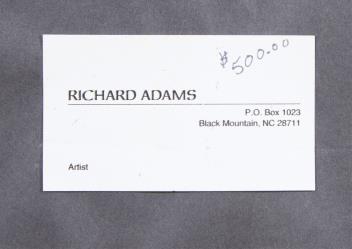 $500.00
RICHARD ADAMS
P.O. Box 1023
Black Mountain, NC 28711
Artist